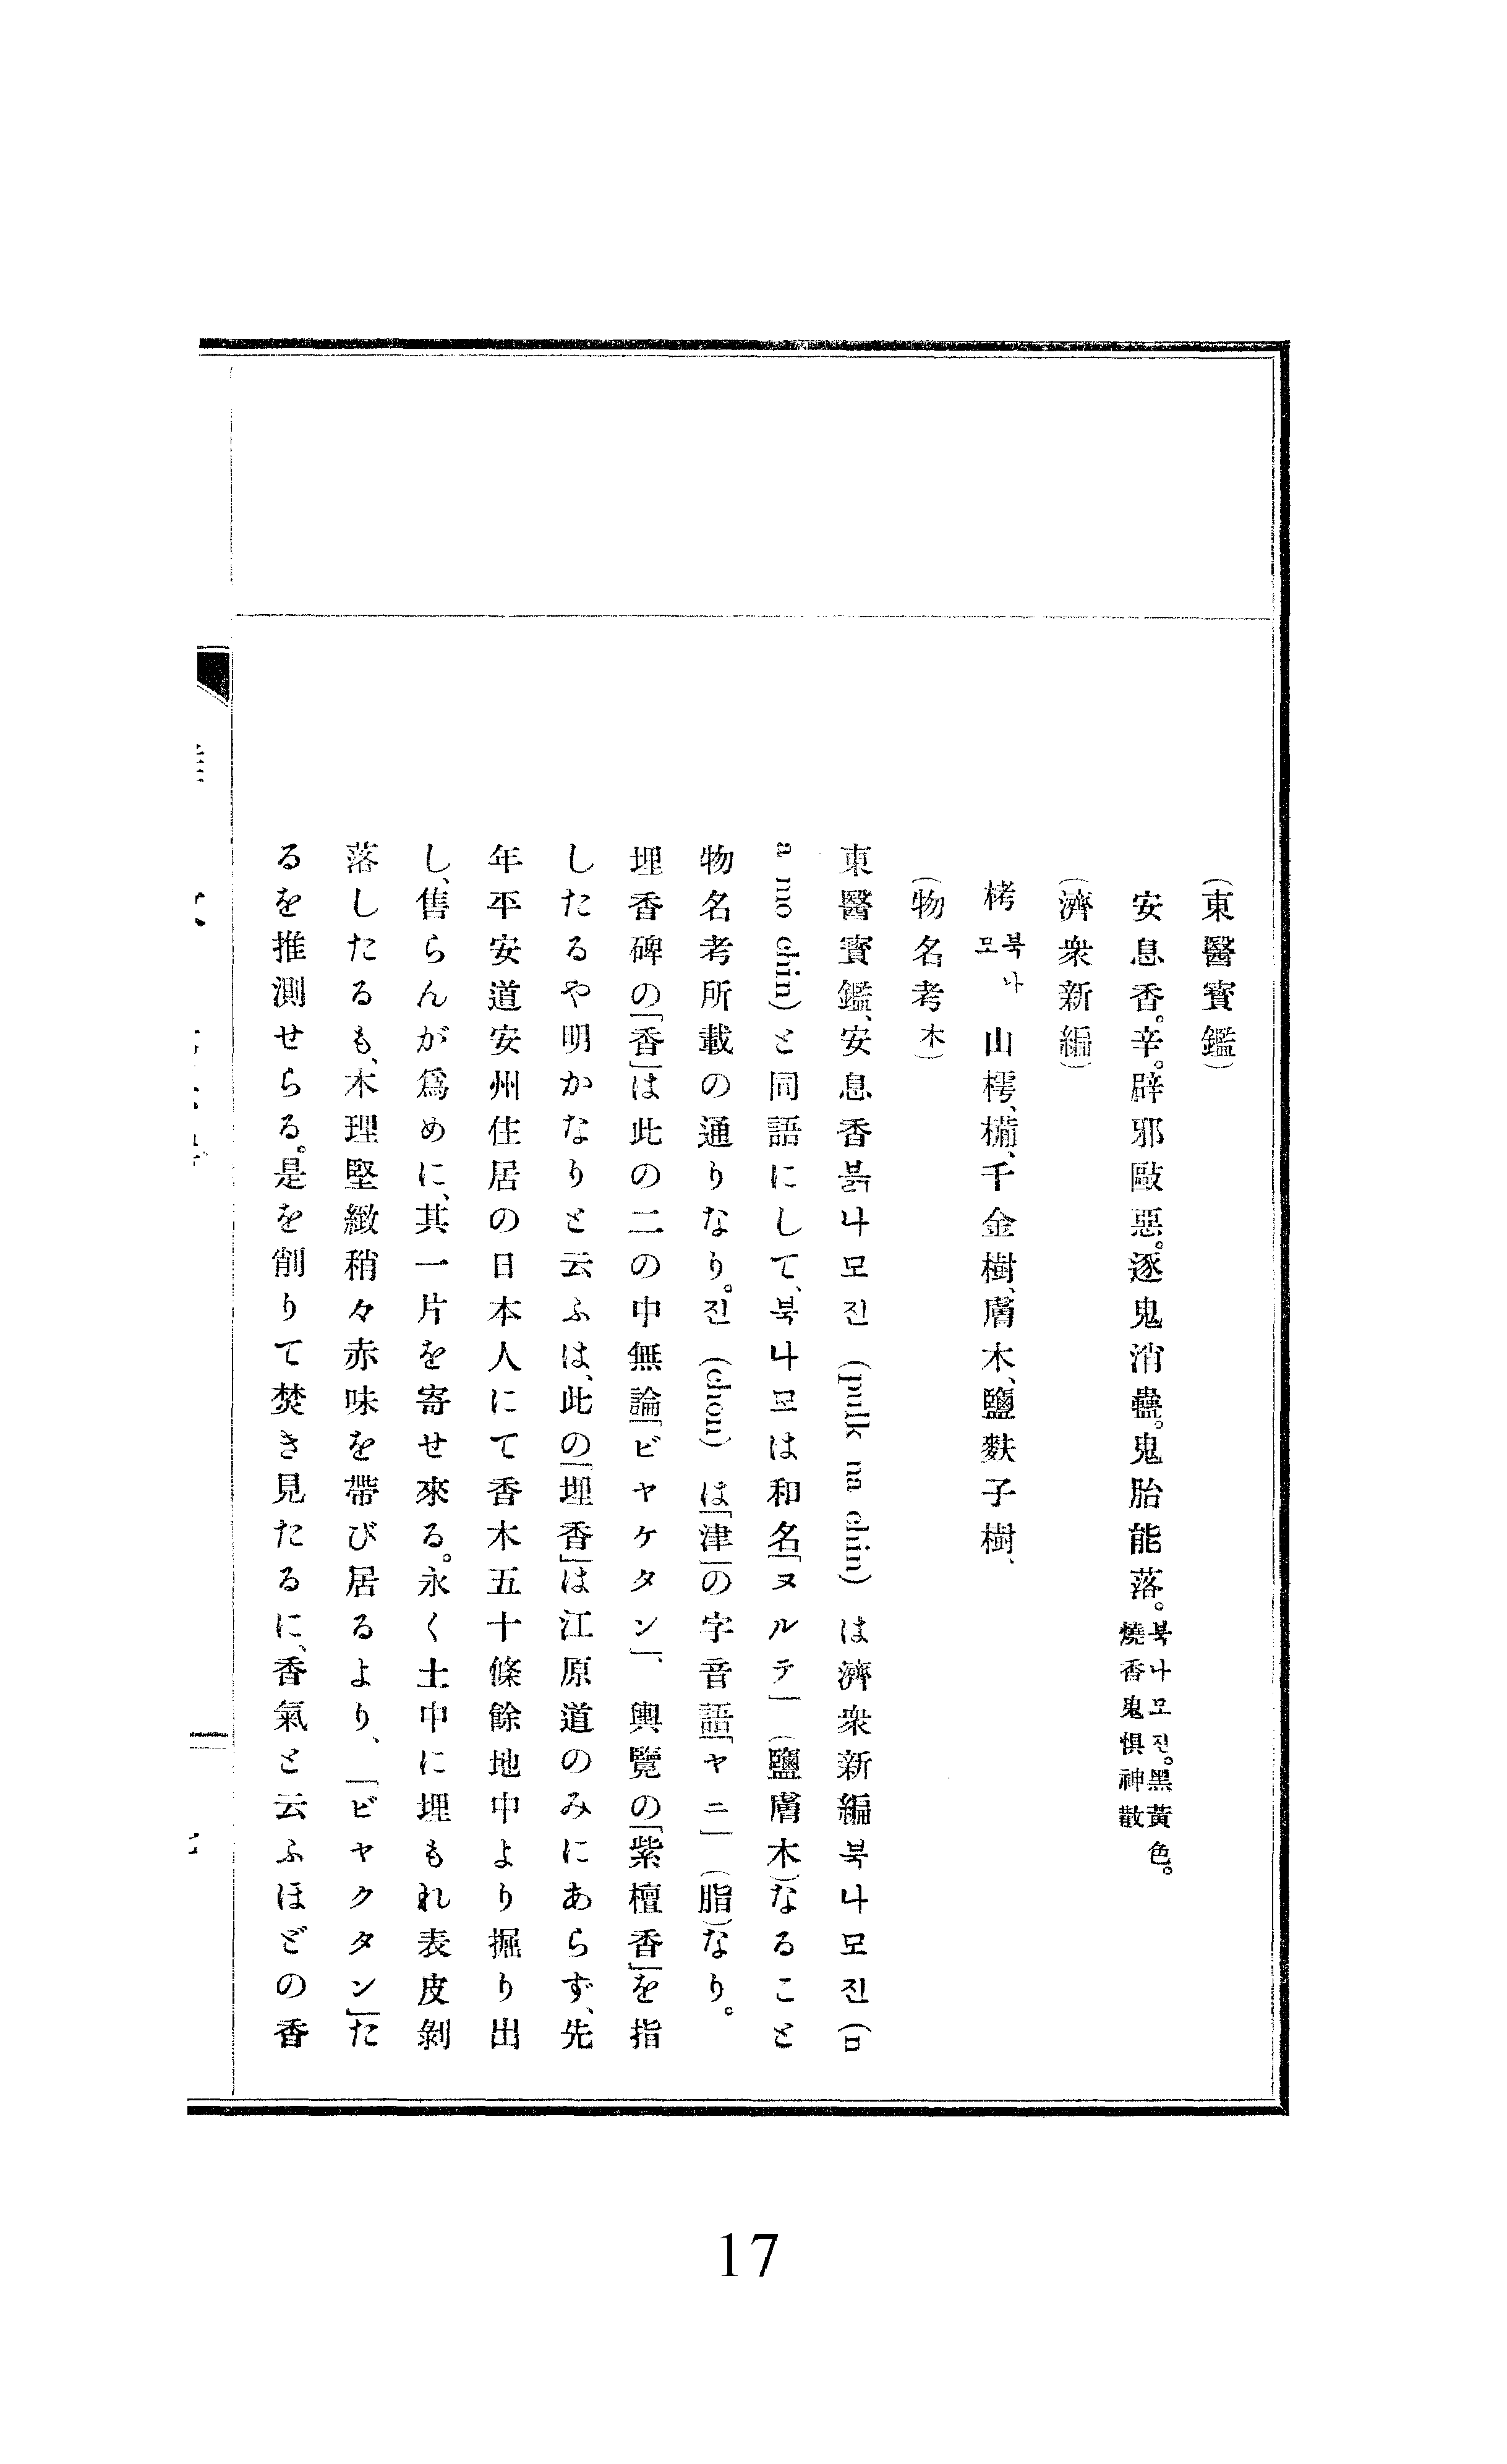 (東醫寶鑑)
安息香。辛。辟邪毆惡。逐鬼消蠱。鬼胎能落。북나모진。黑黃色。燒香鬼惧神散
(濟衆新編)
栲 북나모 山樗、㯉、千金樹、膚木、鹽麩子樹、
(物名考木)
東醫寶鑑、安息香붉나모진 (pulk na chin) は濟衆新編북나모진(ㅁ
a mo chin)と同語にして、북나모は和名「ヌルテ」(鹽膚木)なること
物名考所載の通りなり。진 (chon) は「津」の字音語「ヤニ」(脂)なり。
埋香碑の「香」は此の二の中無論「ビヤケタン」、輿覽の「紫檀香」を指
したるや明かなりと云ふは、此の「埋香」は江原道のみにあらず、先
年平安道安州住居の日本人にて香木五十條餘地中より掘り出
し、售らんが爲めに、其一片を寄せ來る。永く土中に埋もれ表皮剝
落したるも、木理堅緻稍々赤味を帶び居るより、「ビヤクタン」た
るを推測せらる。是を削りて焚き見たるに、香氣と云ふほどの香
17